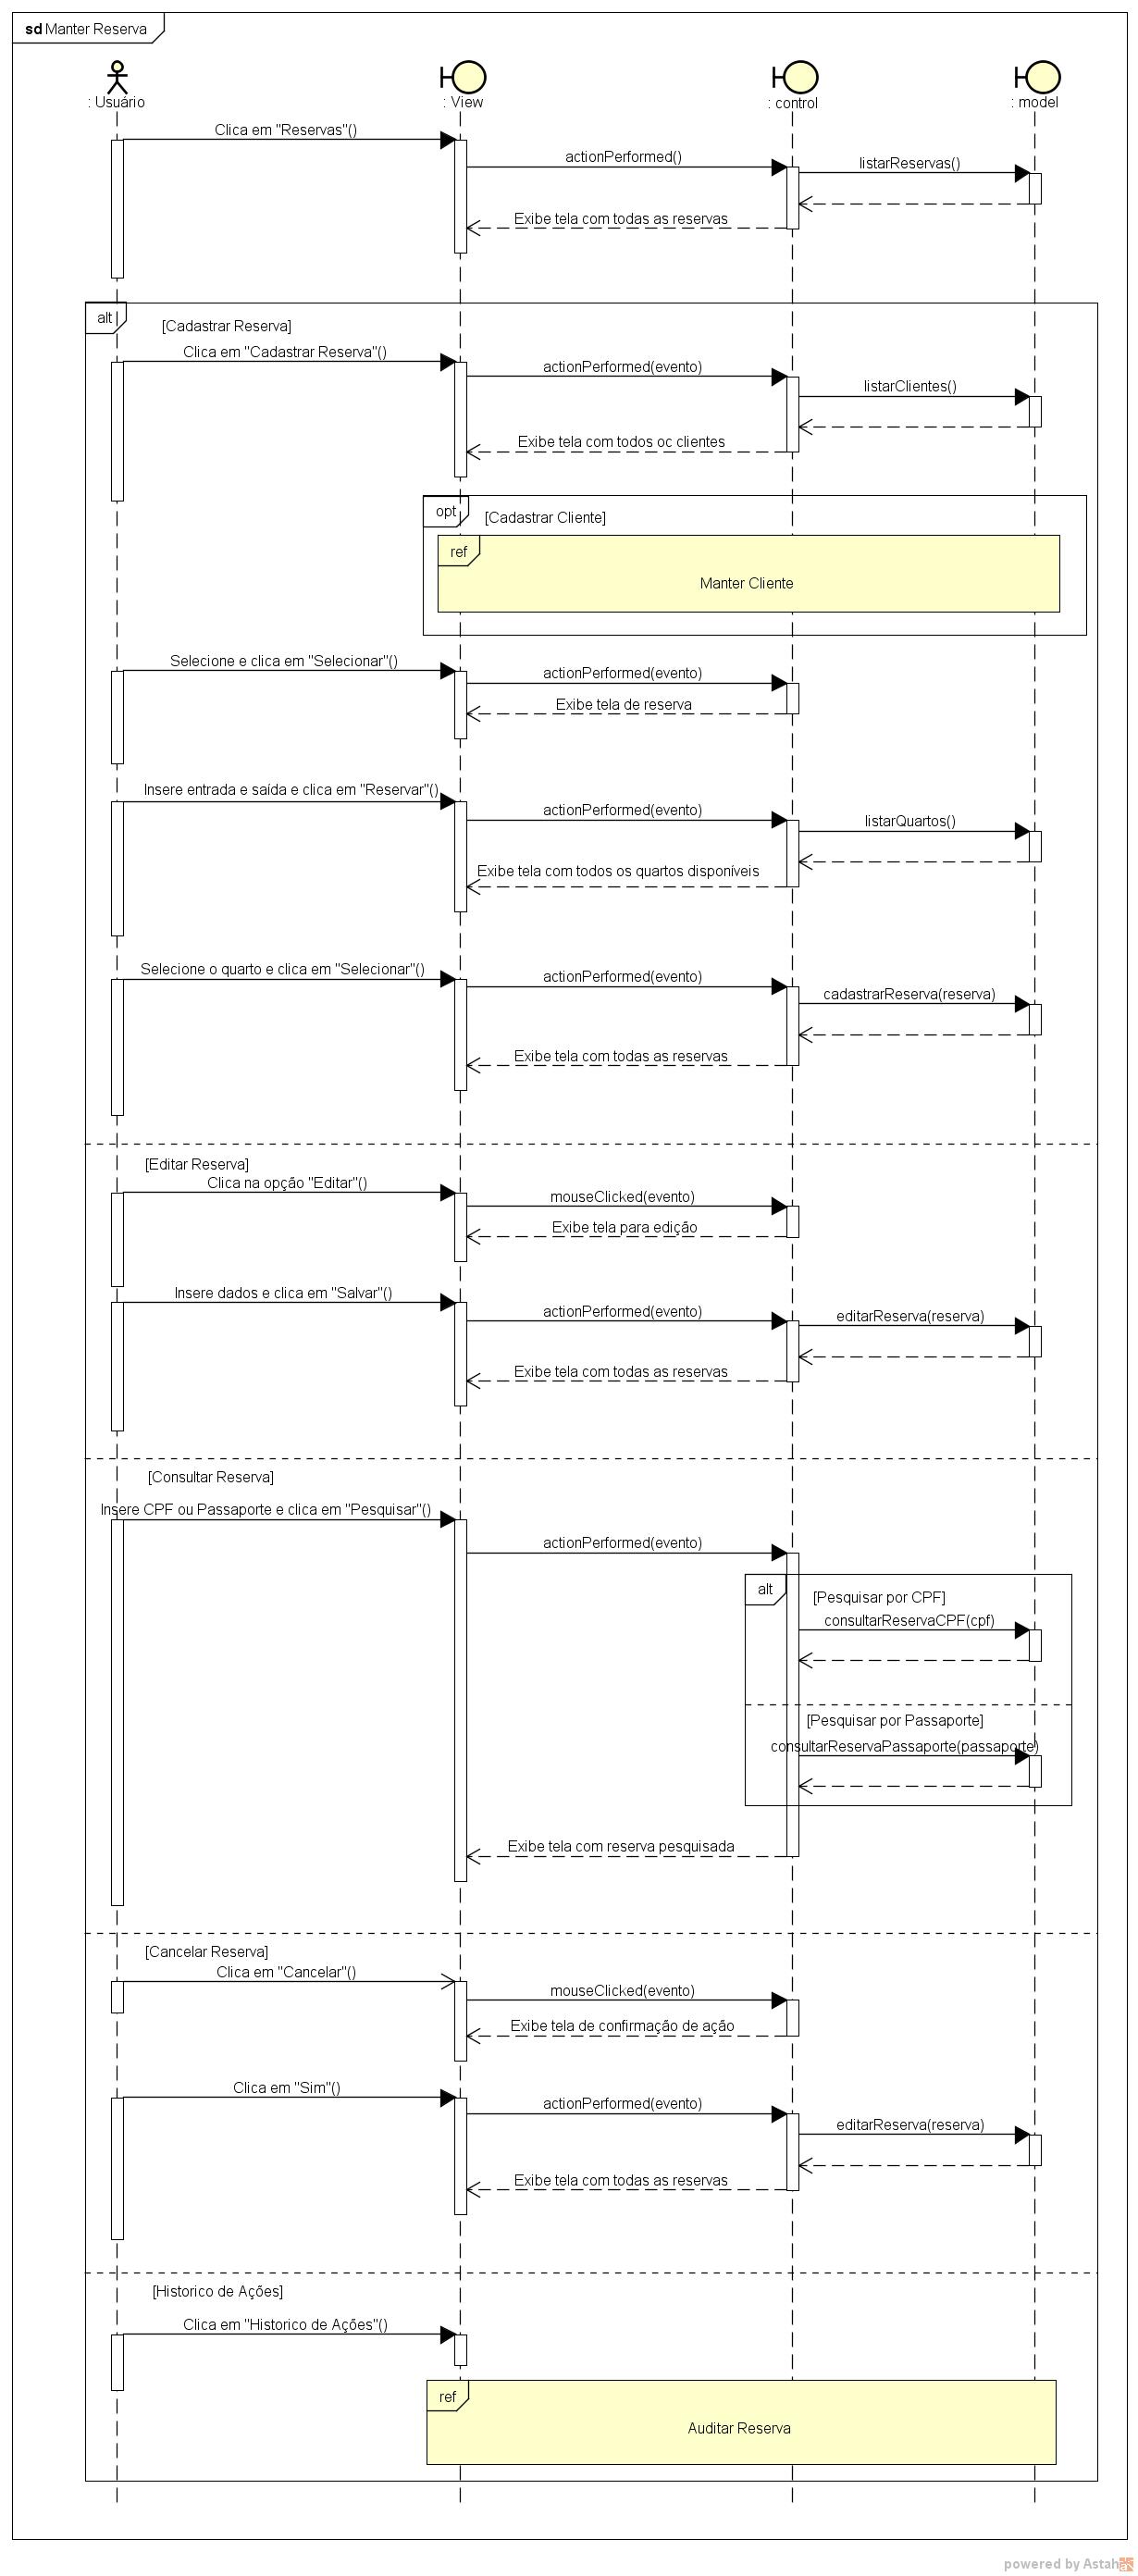 sd Manter Reserva
: Usuário
: View
: control
: model
Clica em "Reservas"()
actionPerformed()
listarReservas()
Exibe tela com todas as reservas
alt
[Cadastrar Reserva]
Clica em "Cadastrar Reserva"()
actionPerformed(evento)
listarClientes()
Exibe tela com todos oc clientes
opt
[Cadastrar Cliente]
ref
Manter Cliente
Selecione e clica em "Selecionar"()
actionPerformed(evento)
Exibe tela de reserva
Insere entrada e saída e clica em "Reservar"()
actionPerformed(evento)
listarQuartos()
Exibe tela com todos os quartos disponíveis
Selecione o quarto e clica em "Selecionar"()
actionPerformed(evento)
cadastrarReserva(reserva)
Exibe tela com todas as reservas
[Editar Reserva]
Clica na opção "Editar"()
mouseClicked(evento)
Exibe tela para edição
Insere dados e clica em "Salvar"()
actionPerformed(evento)
editarReserva(reserva)
Exibe tela com todas as reservas
[Consultar Reserva]
Insere CPF ou Passaporte e clica em "Pesquisar"()
actionPerformed(evento)
alt
[Pesquisar por CPF]
consultarReservaCPF(cpf)
[Pesquisar por Passaporte]
consultarReservaPassaporte(passaporte)
Exibe tela com reserva pesquisada
[Cancelar Reserva]
Clica em "Cancelar"()
mouseClicked(evento)
Exibe tela de confirmação de ação
Clica em "Sim"()
actionPerformed(evento)
editarReserva(reserva)
Exibe tela com todas as reservas
[Historico de Ações]
Clica em "Historico de Ações"()
ref
Auditar Reserva
powered by Astah